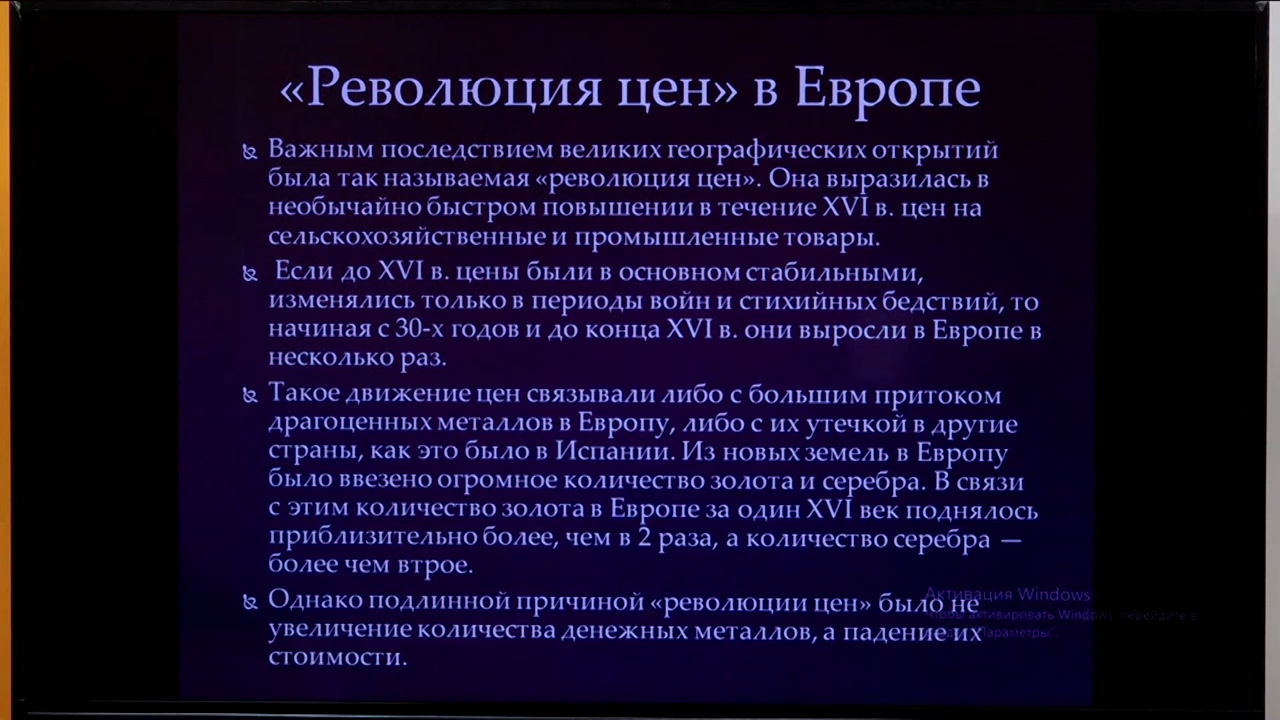 «Революция цен» в Европе
Важным последствием великих географических открытий
была так называемая «революция цен». Она выразилась в
необычайно быстром повышении в течение XVI в. цен на
сельскохозяйственные и промышленные товары.
Если до XVI в. цены были в основном стабильными,
изменялись только в периоды войн и стихийных бедствий, то
начиная с 30-х годов и до конца XVI в. они выросли в Европе в
несколько раз.
Такое движение цен связывали либо с большим притоком
драгоценных металлов в Европу, либо с их утечкой в другие
страны, как это было в Испании. Из новых земель в Европу
было ввезено огромное количество золота и серебра. В связи
с этим количество золота в Европе за один XVI век поднялось
приблизительно более, чем в 2 раза, а количество серебра —
более чем втрое.
Однако подлинной причиной «революции цен» было не
увеличение количества денежных металлов, а падение их
стоимости.
Активация Windows
Чтобы активировать Windows, перейдите в
"Параметры".